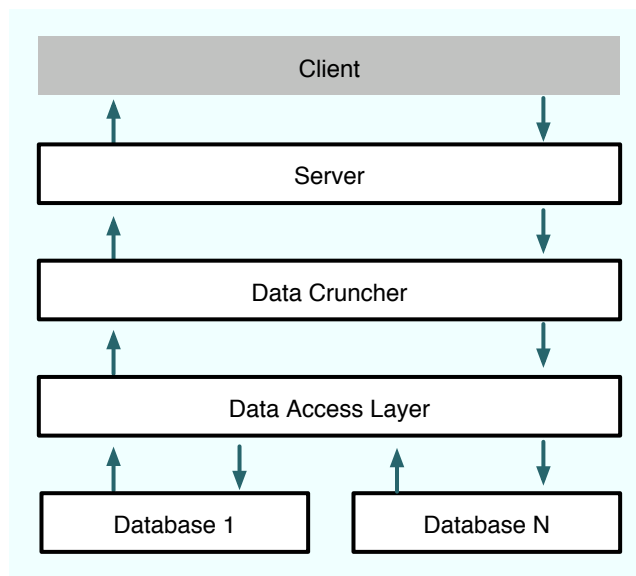 Client
Server
Data Cruncher
Data Access Layer
Database 1
Database N